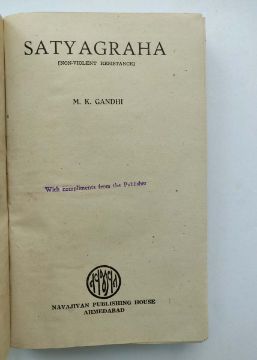 SATYAGRAHA
(NON-VIOLENT RESISTANCE)
M. K. GANDHI
With compliments from the Publisher
NAVAJIVAN PUBLISHING HOUSE
AHMEDABAD